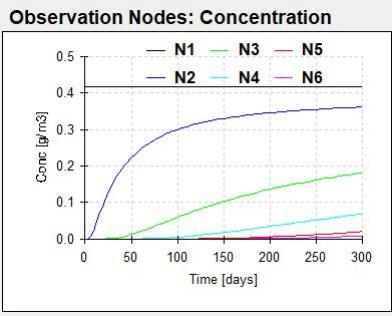 Observation Nodes: Concentration
N1 N3 N5
N2 N4 N6
0.5
0.4
0.3
0.2
0.1
0.0
Conc [g/m3]
0 50 100 150 200 250 300
Time [days]